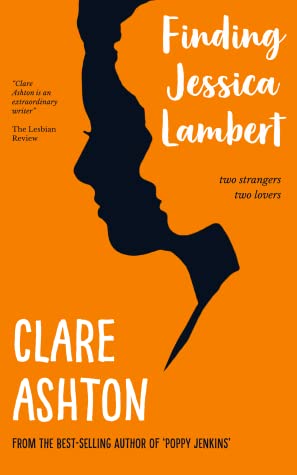 Finding
Jessica
Lambert
"Clare
Ashton is an
extraordinary
writer"
The Lesbian
Review
two strangers
two lovers
CLARE
ASHTON
FROM THE BEST-SELLING AUTHOR OF 'POPPY JENKINS'